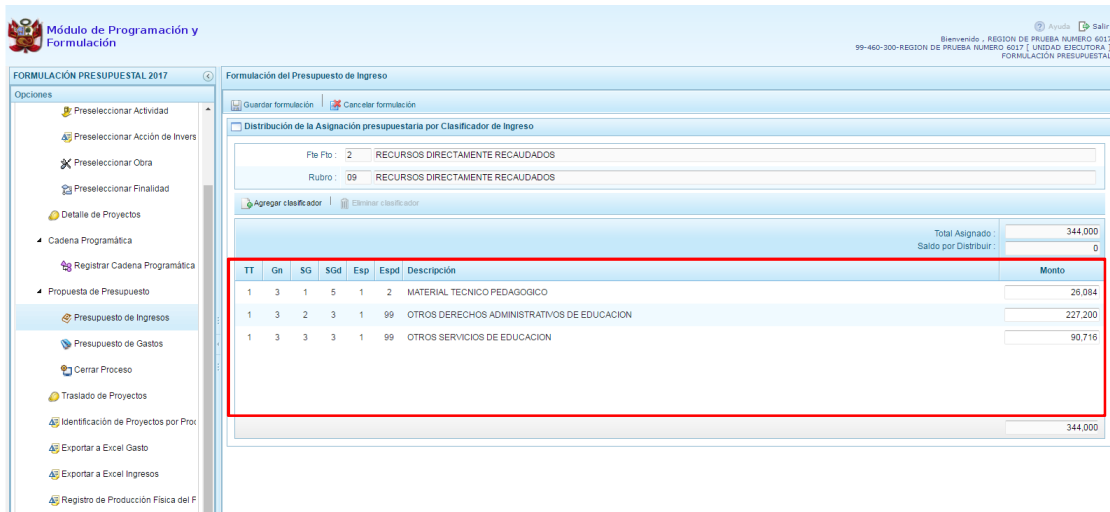 Módulo de Programación y
Formulación
Ayuda Salir
Bienvenido , REGION DE PRUEBA NUMERO 6017
99-460-300-REGION DE PRUEBA NUMERO 6017 [ UNIDAD EJECUTORA ]
FORMULACIÓN PRESUPUESTAL
FORMULACIÓN PRESUPUESTAL 2017
Opciones
Preseleccionar Actividad
Preseleccionar Acción de Invers
Preseleccionar Obra
Preseleccionar Finalidad
Detalle de Proyectos
Cadena Programática
Registrar Cadena Programática
Propuesta de Presupuesto
Presupuesto de Ingresos
Presupuesto de Gastos
Cerrar Proceso
Traslado de Proyectos
Identificación de Proyectos por Prod
Exportar a Excel Gasto
Exportar a Excel Ingresos
Registro de Producción Física del F
Formulación del Presupuesto de Ingreso
Guardar formulación Cancelar formulación
Distribución de la Asignación presupuestaria por Clasificador de Ingreso
Fte Fto : 2 RECURSOS DIRECTAMENTE RECAUDADOS
Rubro : 09 RECURSOS DIRECTAMENTE RECAUDADOS
Agregar clasificador Eliminar clasificador
Total Asignado : 344,000
Saldo por Distribuir : 0
TT Gn SG SGd Esp Espd Descripción Monto
1 3 1 5 1 2 MATERIAL TECNICO PEDAGOGICO 26,084
1 3 2 3 1 99 OTROS DERECHOS ADMINISTRATIVOS DE EDUCACION 227,200
1 3 3 3 1 99 OTROS SERVICIOS DE EDUCACION 90,716
344,000